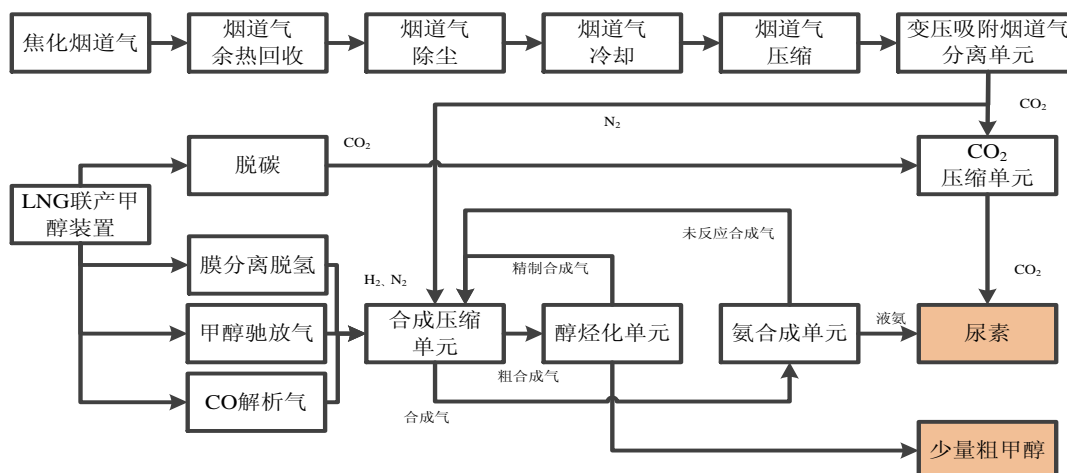 焦化烟道气
烟道气
余热回收
烟道气
除尘
烟道气
冷却
烟道气
压缩
变压吸附烟道气
分离单元
CO₂
N₂
脱碳
CO₂
CO₂
压缩单元
LNG联产甲
醇装置
未反应合成气
膜分离脱氢
H₂、N₂
精制合成气
CO₂
甲醇驰放气
合成压缩
单元
醇烃化单元
氨合成单元
液氨
尿素
粗合成气
CO解析气
合成气
少量粗甲醇